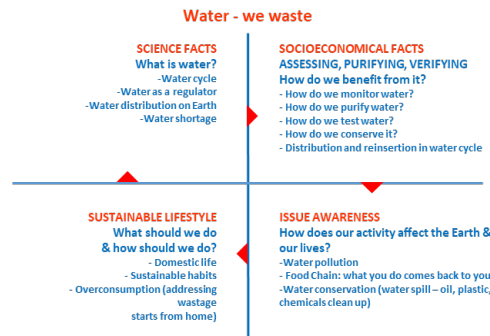 Water - we waste
SCIENCE FACTS
What is water?
-Water cycle
-Water as a regulator
-Water distribution on Earth
-Water shortage
SOCIOECONOMICAL FACTS
ASSESSING, PURIFYING, VERIFYING
How do we benefit from it?
- How do we monitor water?
- How do we purify water?
- How do we test water?
- How do we conserve it?
- Distribution and reinsertion in water cycle
SUSTAINABLE LIFESTYLE
What should we do
& how should we do?
- Domestic life
- Sustainable habits
- Overconsumption (addressing
wastage
starts from home)
ISSUE AWARENESS
How does our activity affect the Earth &
our lives?
-Water pollution
- Food Chain: what you do comes back to you
-Water conservation (water spill – oil, plastic,
chemicals clean up)